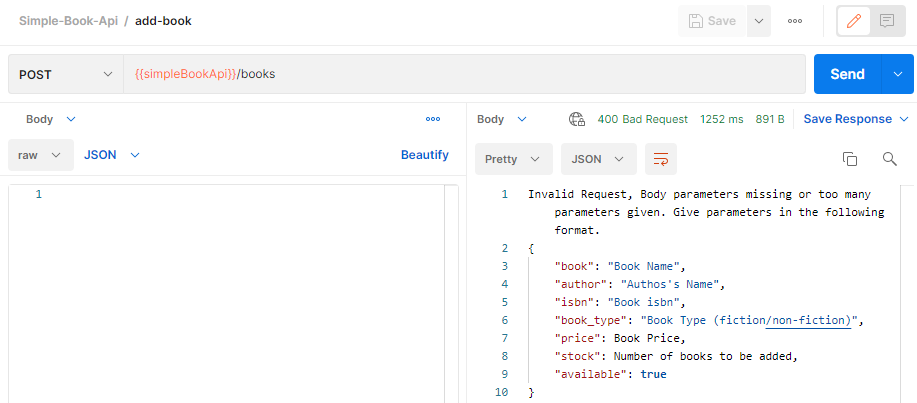 Simple-Book-Api / add-book
Save
POST
{{simpleBookApi}}/books
Send
Body
Body
400 Bad Request 1252 ms 891 B
Save Response
raw
JSON
Beautify
Pretty
JSON
1
1 Invalid Request, Body parameters missing or too many
parameters given. Give parameters in the following
format.
2 {
3 "book": "Book Name",
4 "author": "Authos's Name",
5 "isbn": "Book isbn",
6 "book_type": "Book Type (fiction/non-fiction)",
7 "price": Book Price,
8 "stock": Number of books to be added,
9 "available": true
10 }